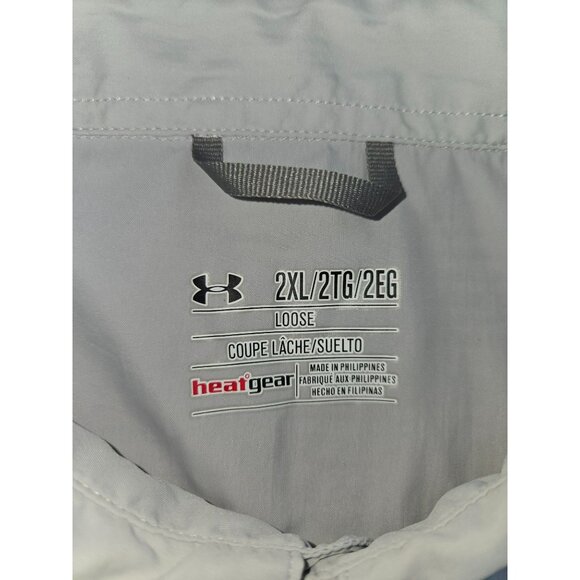 2XL/2TG/2EG
LOOSE
COUPE LÂCHE/SUELTO
heatgear
MADE IN PHILIPPINES
FABRIQUÉ AUX PHILIPPINES
HECHO EN FILIPINAS